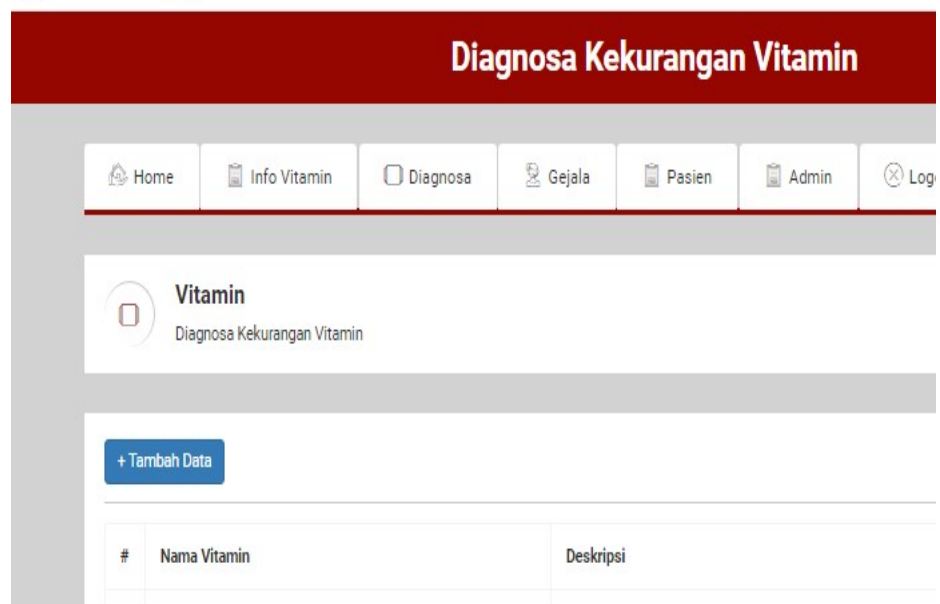 Diagnosa Kekurangan Vitamin
Home Info Vitamin Diagnosa Gejala Pasien Admin
Vitamin
Diagnosa Kekurangan Vitamin
+ Tambah Data
# Nama Vitamin Deskripsi